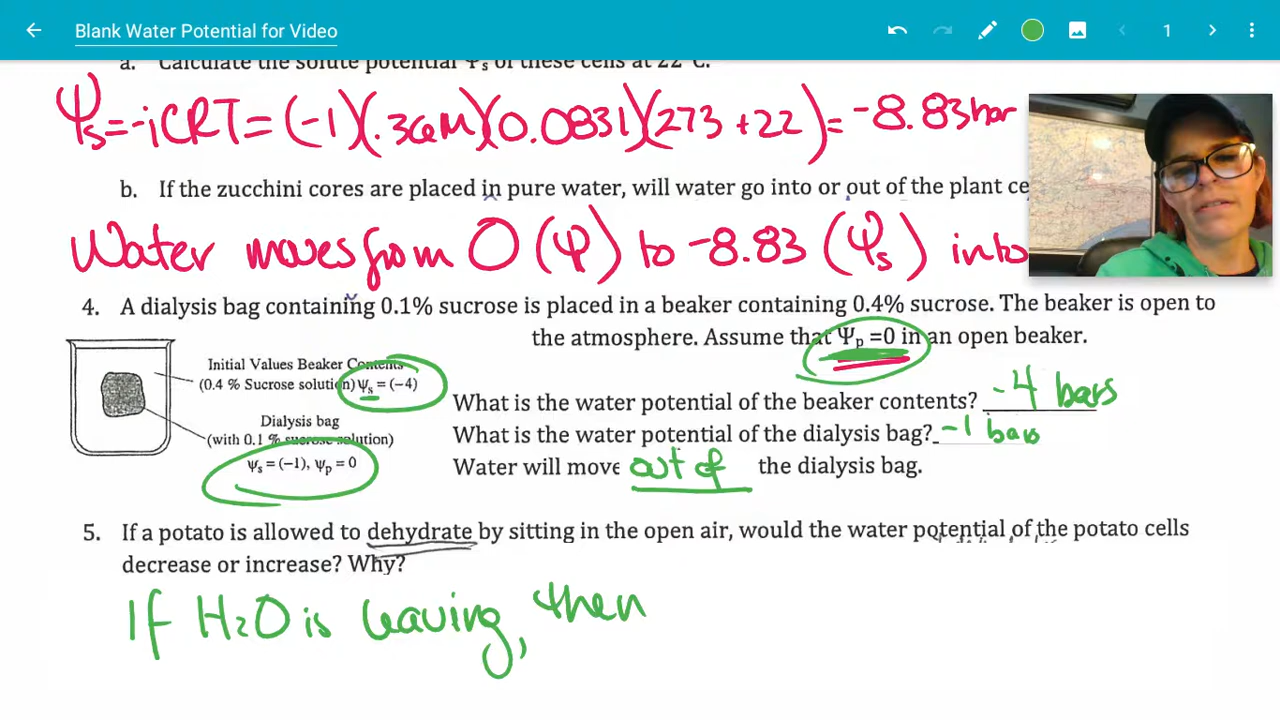 Blank Water Potential for Video
1
a. Calculate the solute potential Ψs of these cells at 22°C.
Ψs = -iCRT = (-1)(.36M)(0.0831)(273 + 22) = -8.83 bar
b. If the zucchini cores are placed in pure water, will water go into or out of the plant ce
Water moves from 0 (Ψ) to -8.83 (Ψs) into
4. A dialysis bag containing 0.1% sucrose is placed in a beaker containing 0.4% sucrose. The beaker is open to
the atmosphere. Assume that Ψp =0 in an open beaker.
Initial Values Beaker Contents
(0.4 % Sucrose solution) Ψs = (−4)
Dialysis bag
(with 0.1 % sucrose solution)
Ψs = (−1), Ψp = 0
What is the water potential of the beaker contents? -4 bars
What is the water potential of the dialysis bag? -1 bars
Water will move out of the dialysis bag.
5. If a potato is allowed to dehydrate by sitting in the open air, would the water potential of the potato cells
decrease or increase? Why?
If H2O is leaving, then